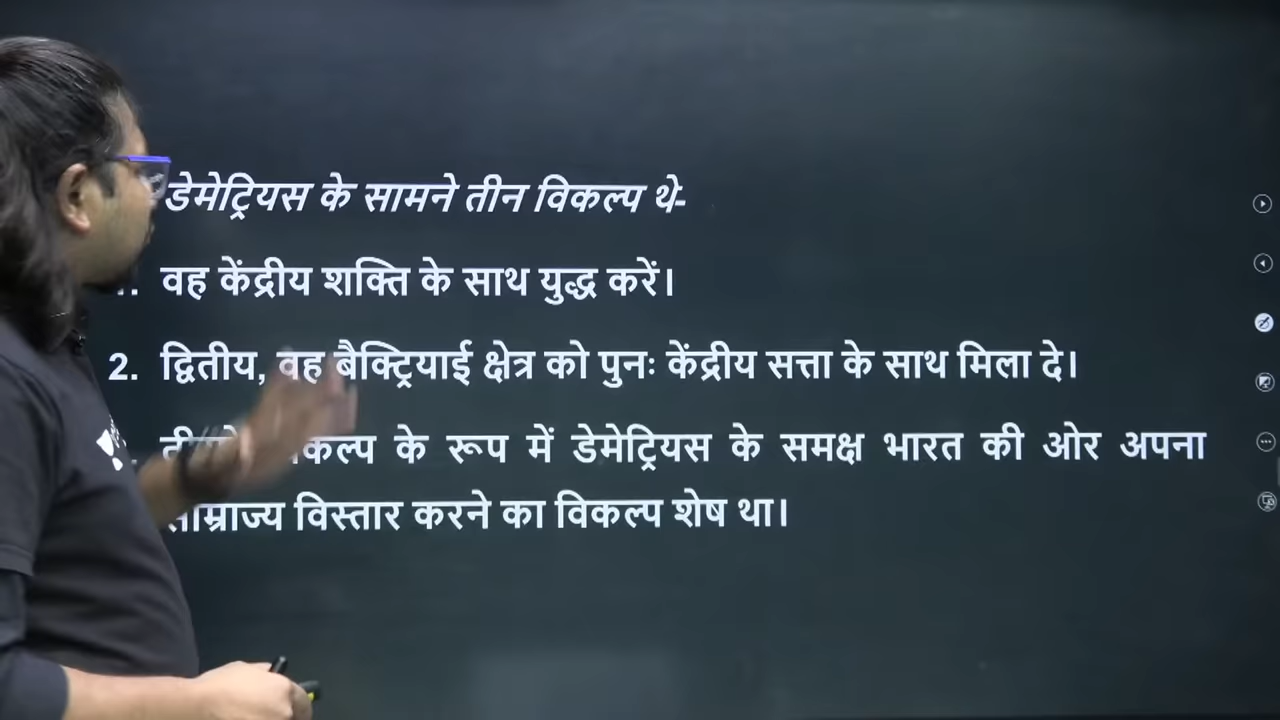 डेमेट्रियस के सामने तीन विकल्प थे-
वह केंद्रीय शक्ति के साथ युद्ध करें।
2. द्वितीय, वह बैक्ट्रियाई क्षेत्र को पुनः केंद्रीय सत्ता के साथ मिला दे।
के रूप में डेमेट्रियस के समक्ष भारत की ओर अपना
साम्राज्य विस्तार करने का विकल्प शेष था।